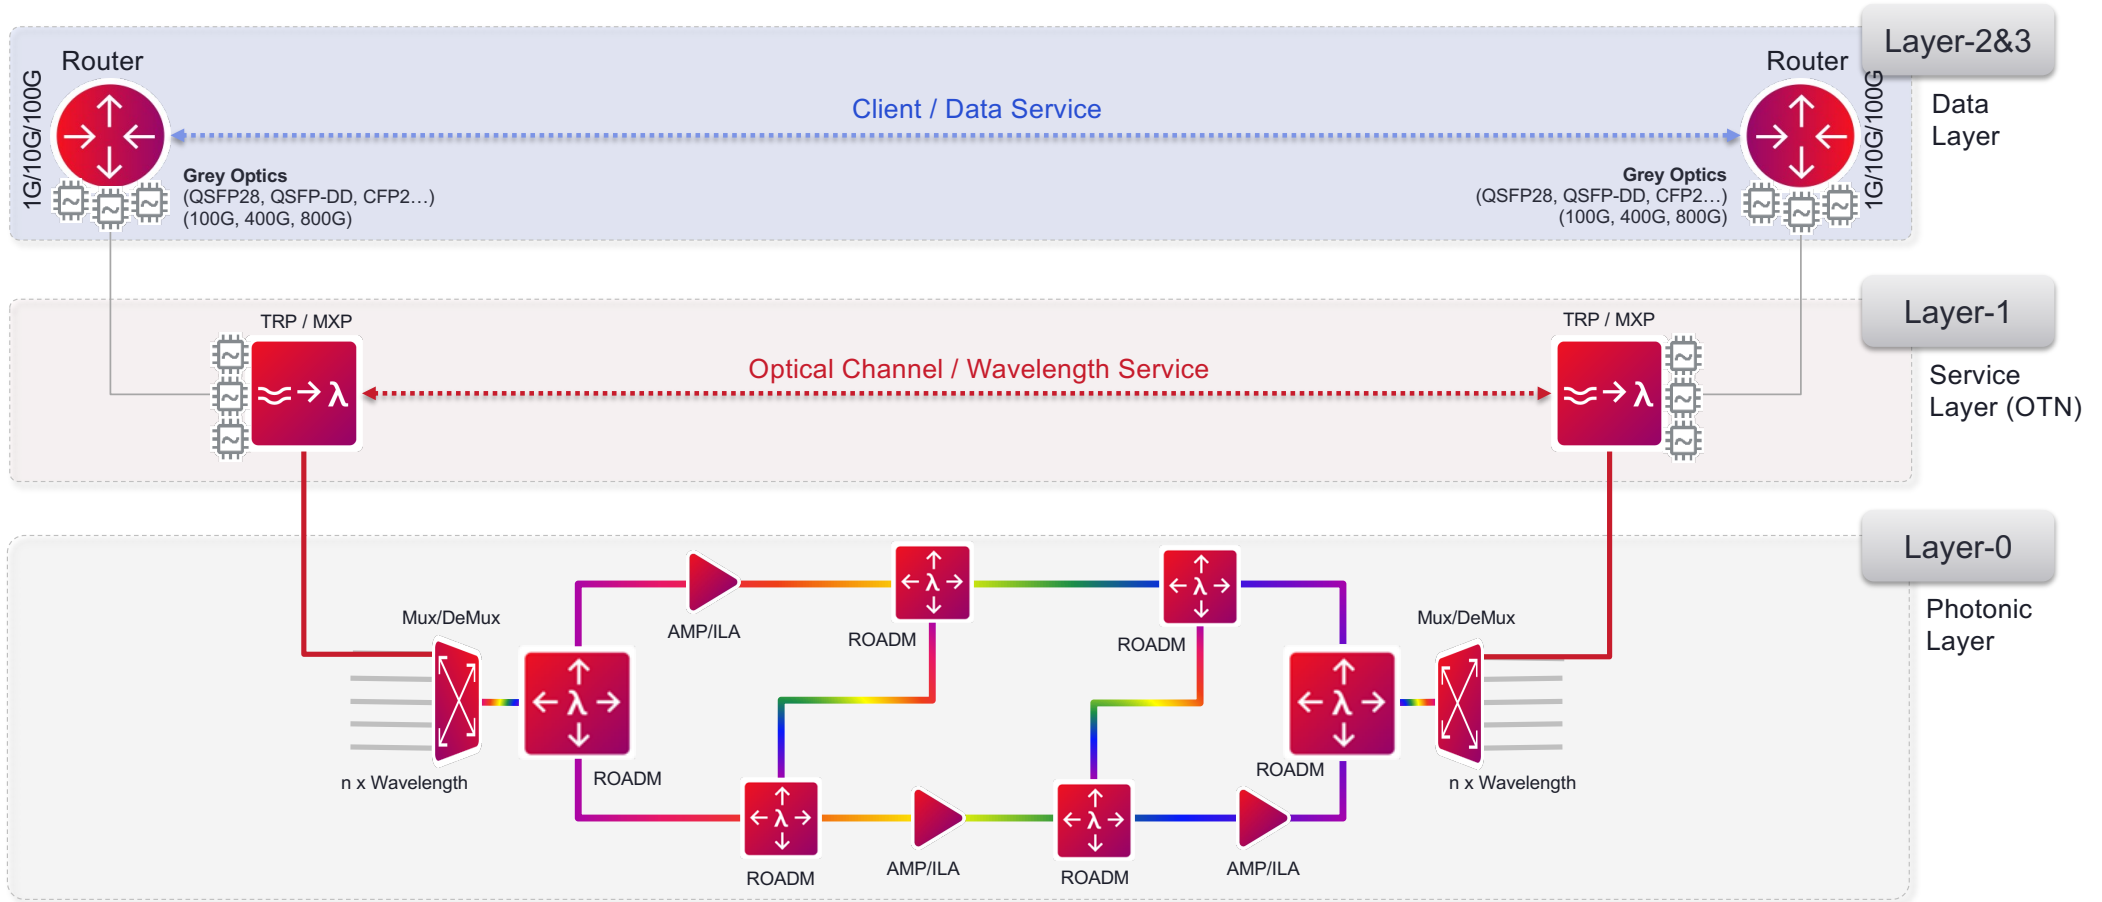 Layer-2&3
Router
Router
1G/10G/100G
Client / Data Service
1G/10G/100G
Data
Layer
Grey Optics
(QSFP28, QSFP-DD, CFP2…)
(100G, 400G, 800G)
Grey Optics
(QSFP28, QSFP-DD, CFP2…)
(100G, 400G, 800G)
Layer-1
TRP / MXP
TRP / MXP
λ
Optical Channel / Wavelength Service
λ
Service
Layer (OTN)
Layer-0
Photonic
Layer
λ
λ
AMP/ILA
ROADM
ROADM
Mux/DeMux
Mux/DeMux
λ
λ
ROADM
ROADM
n x Wavelength
n x Wavelength
λ
λ
ROADM
AMP/ILA
ROADM
AMP/ILA